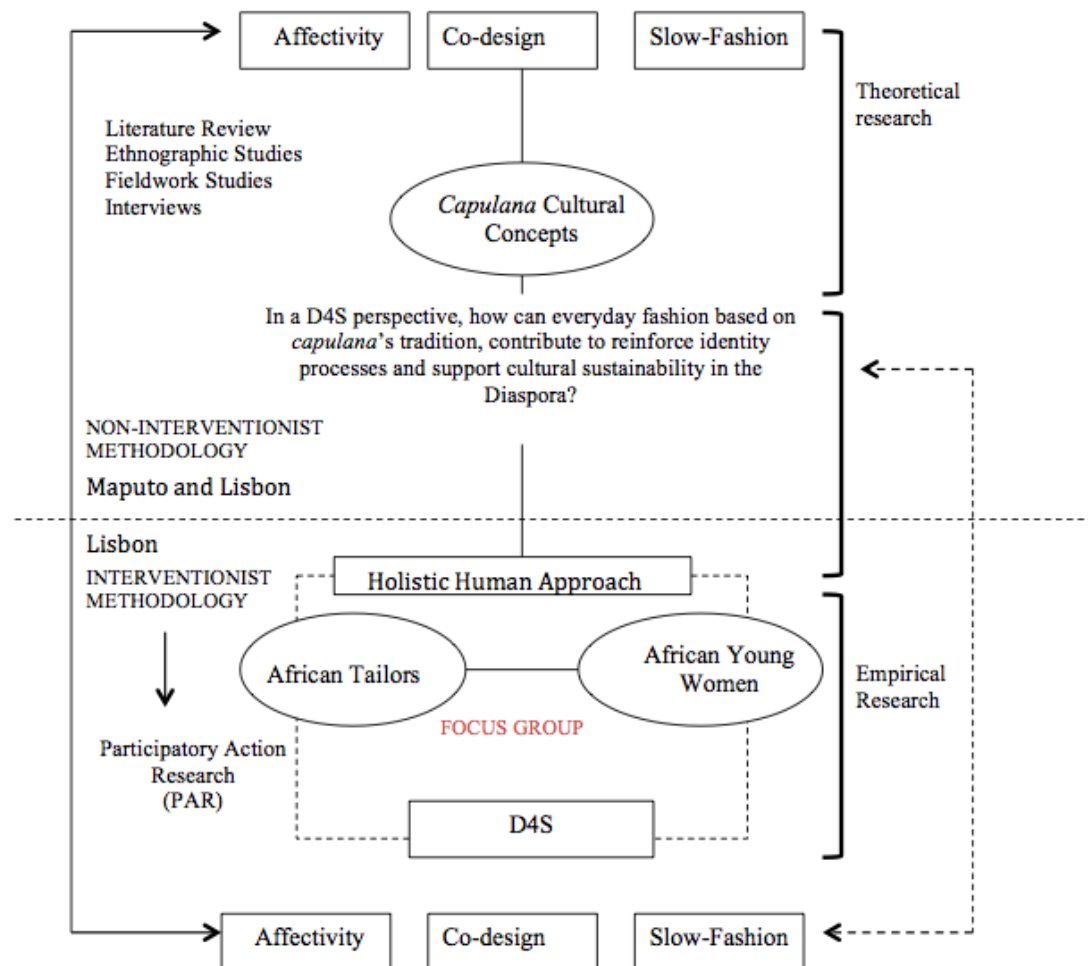 Affectivity
Co-design
Slow-Fashion
Theoretical
research
Literature Review
Ethnographic Studies
Fieldwork Studies
Interviews
Capulana Cultural
Concepts
In a D4S perspective, how can everyday fashion based on
capulana's tradition, contribute to reinforce identity
processes and support cultural sustainability in the
Diaspora?
NON-INTERVENTIONIST
METHODOLOGY
Maputo and Lisbon
Lisbon
INTERVENTIONIST
METHODOLOGY
Holistic Human Approach
African Tailors
African Young
Women
FOCUS GROUP
Empirical
Research
Participatory Action
Research
(PAR)
D4S
Affectivity
Co-design
Slow-Fashion